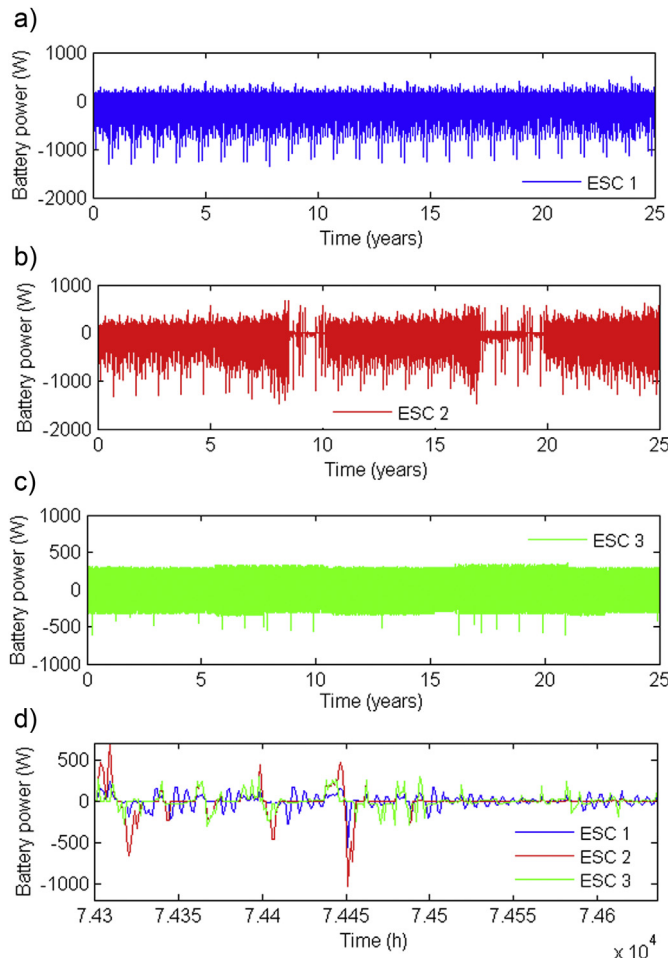 a)
1000
0
-1000
-2000
Battery power (W)
ESC 1
0 5 10 15 20 25
Time (years)
b)
1000
0
-1000
-2000
Battery power (W)
ESC 2
0 5 10 15 20 25
Time (years)
c)
1000
500
0
-500
-1000
Battery power (W)
ESC 3
0 5 10 15 20 25
Time (years)
d)
500
0
-500
-1000
Battery power (W)
ESC 1
ESC 2
ESC 3
7.43 7.435 7.44 7.445 7.45 7.455 7.46
Time (h)
x 10^4